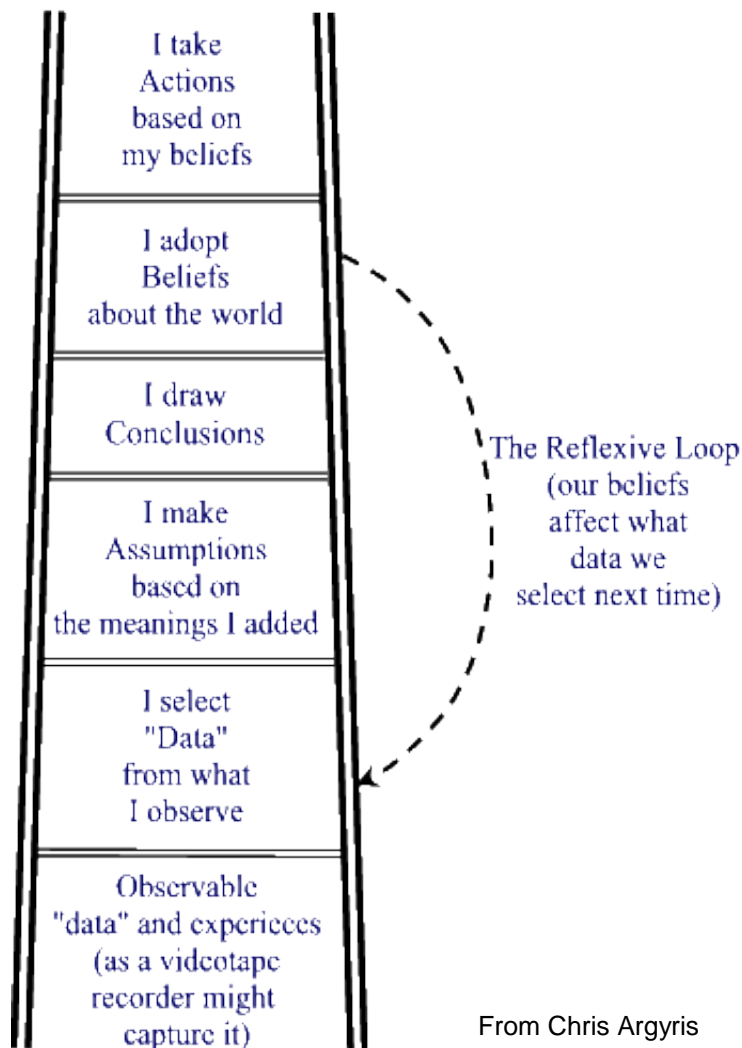 I take
Actions
based on
my beliefs
I adopt
Beliefs
about the world
I draw
Conclusions
I make
Assumptions
based on
the meanings I added
I select
"Data"
from what
I observe
Observable
"data" and experieces
(as a videotape
recorder might
capture it)
The Reflexive Loop
(our beliefs
affect what
data we
select next time)
From Chris Argyris